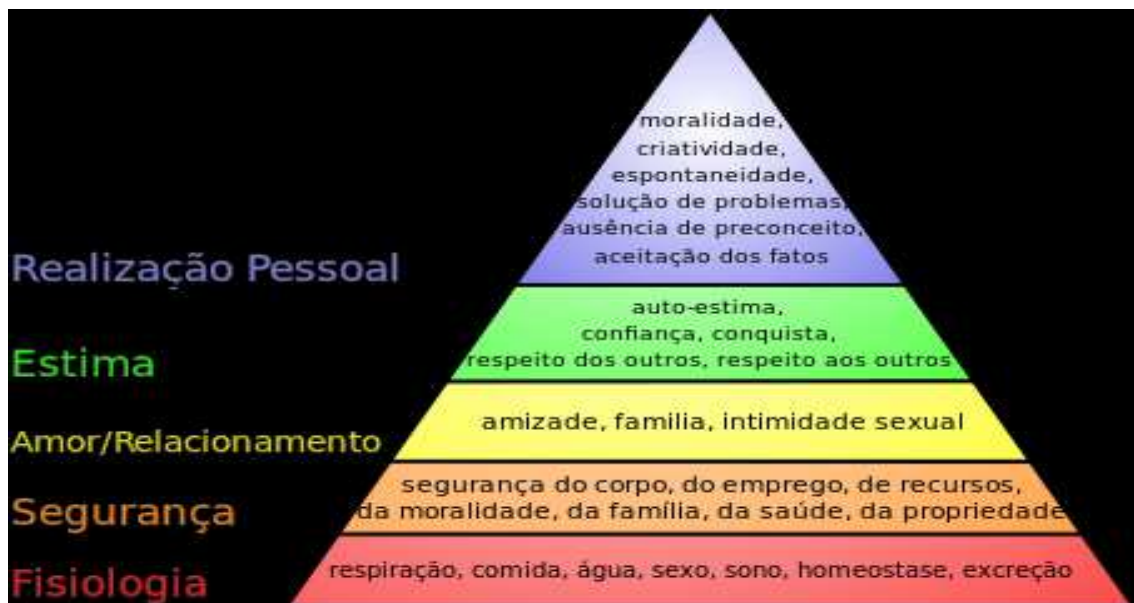 moralidade,
criatividade,
espontaneidade,
solução de problemas,
ausência de preconceito,
aceitação dos fatos
Realização Pessoal
auto-estima,
confiança, conquista,
respeito dos outros, respeito aos outros
Estima
amizade, familia, intimidade sexual
Amor/Relacionamento
segurança do corpo, do emprego, de recursos,
da moralidade, da família, da saúde, da propriedade
Segurança
respiração, comida, água, sexo, sono, homeostase, excreção
Fisiologia